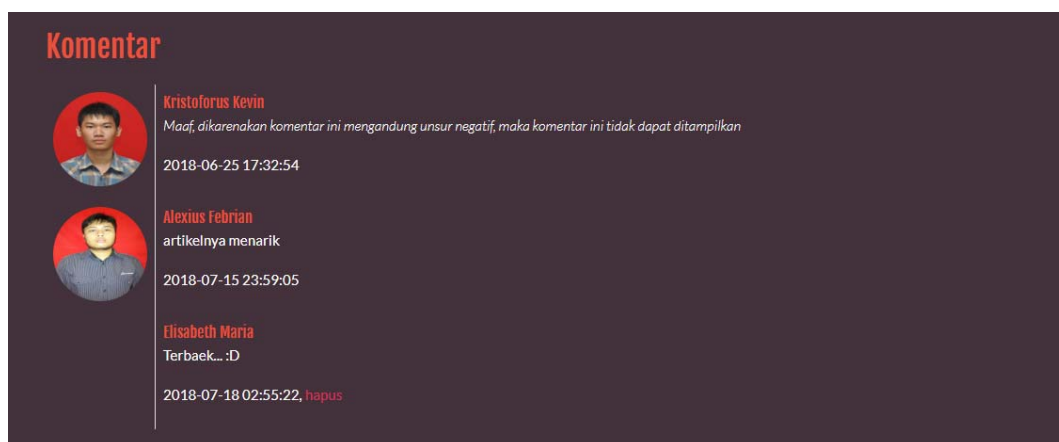 Komentar
Kristoforus Kevin
Maaf, dikarenakan komentar ini mengandung unsur negatif, maka komentar ini tidak dapat ditampilkan
2018-06-25 17:32:54
Alexius Febrian
artikelnya menarik
2018-07-15 23:59:05
Elisabeth Maria
Terbaek... :D
2018-07-18 02:55:22, hapus